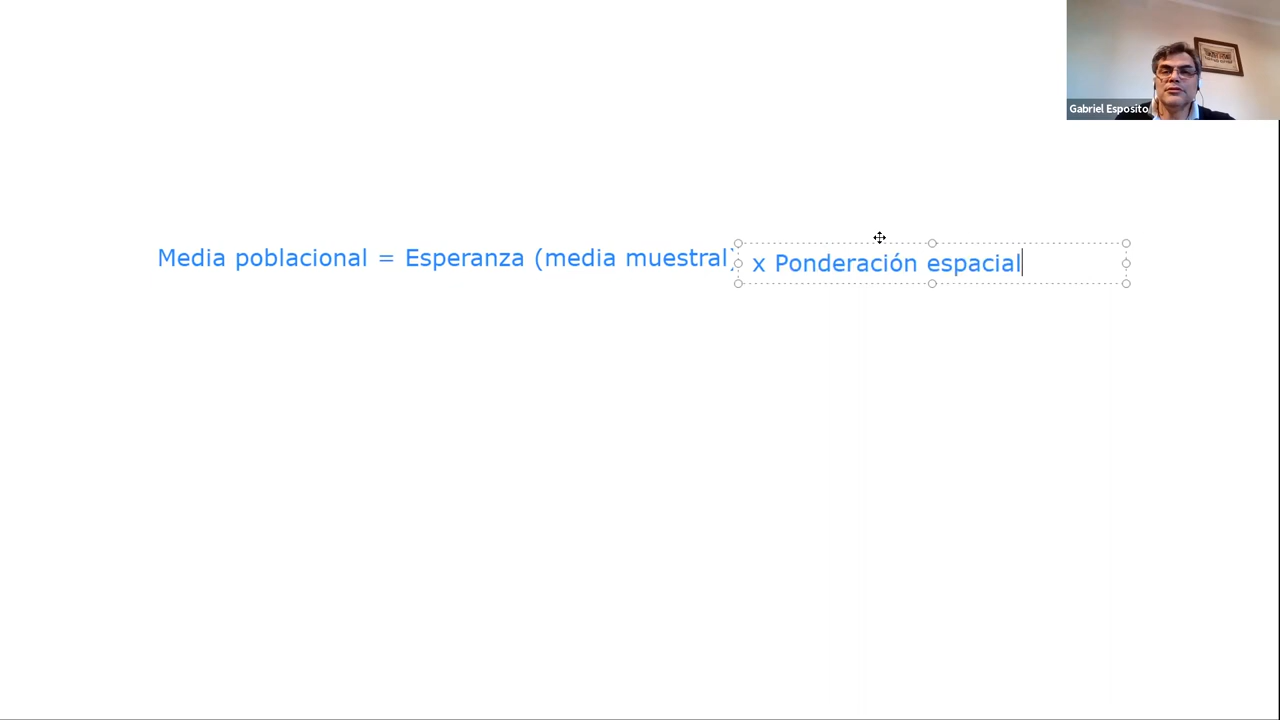 Gabriel Esposito
Media poblacional = Esperanza (media muestral) x Ponderación espacial